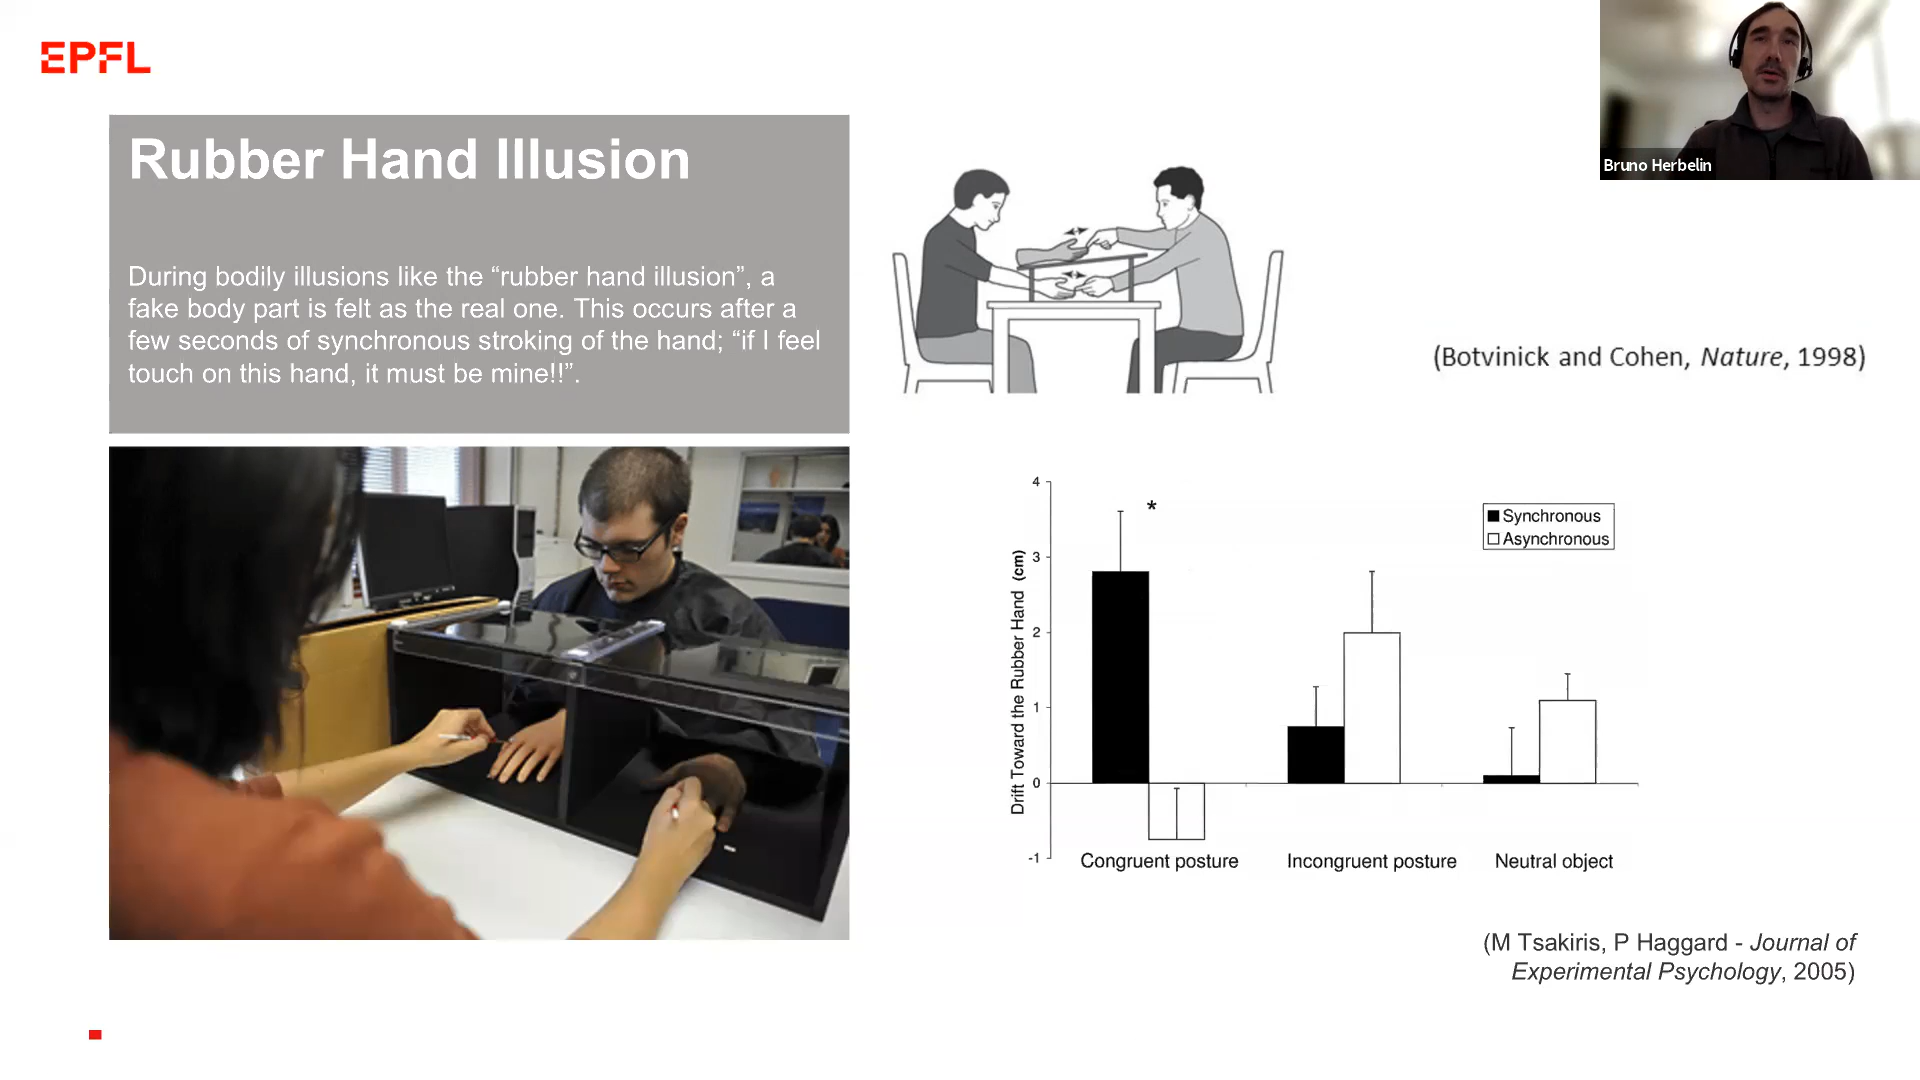 EPFL
Bruno Herbelin
Rubber Hand Illusion
During bodily illusions like the “rubber hand illusion”, a
fake body part is felt as the real one. This occurs after a
few seconds of synchronous stroking of the hand; “if I feel
touch on this hand, it must be mine!!”.
(Botvinick and Cohen, Nature, 1998)
4
3
2
1
0
-1
Drift Toward the Rubber Hand (cm)
*
Synchronous
Asynchronous
Congruent posture
Incongruent posture
Neutral object
(M Tsakiris, P Haggard - Journal of
Experimental Psychology, 2005)